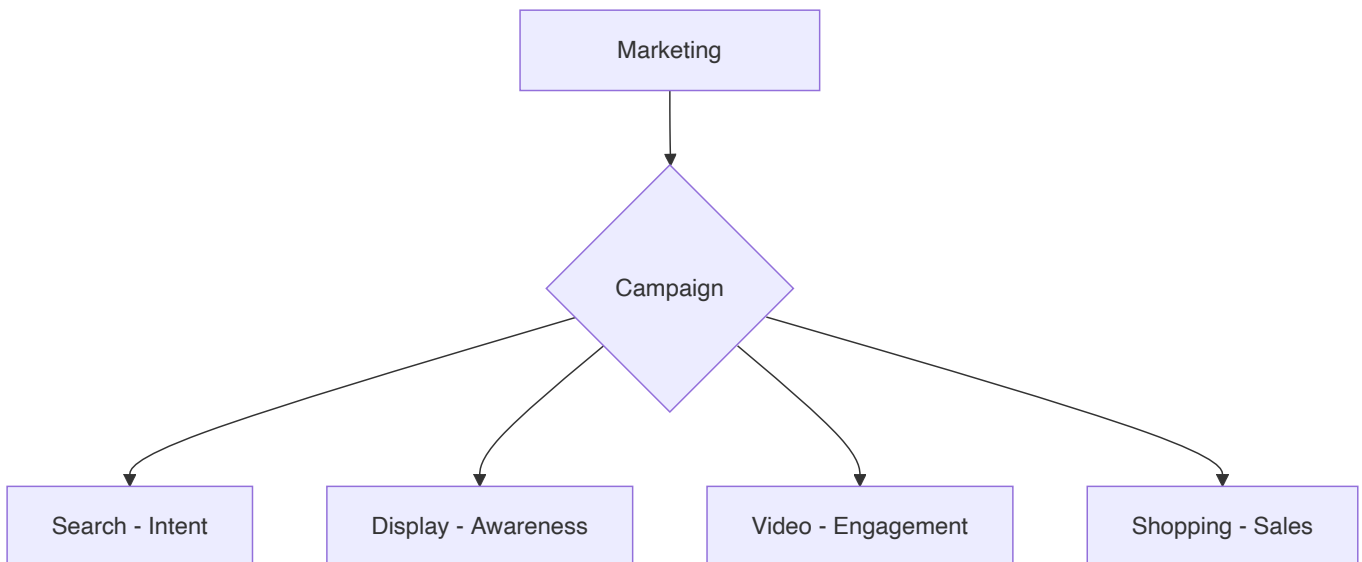 Marketing
Campaign
Search - Intent
Display - Awareness
Video - Engagement
Shopping - Sales